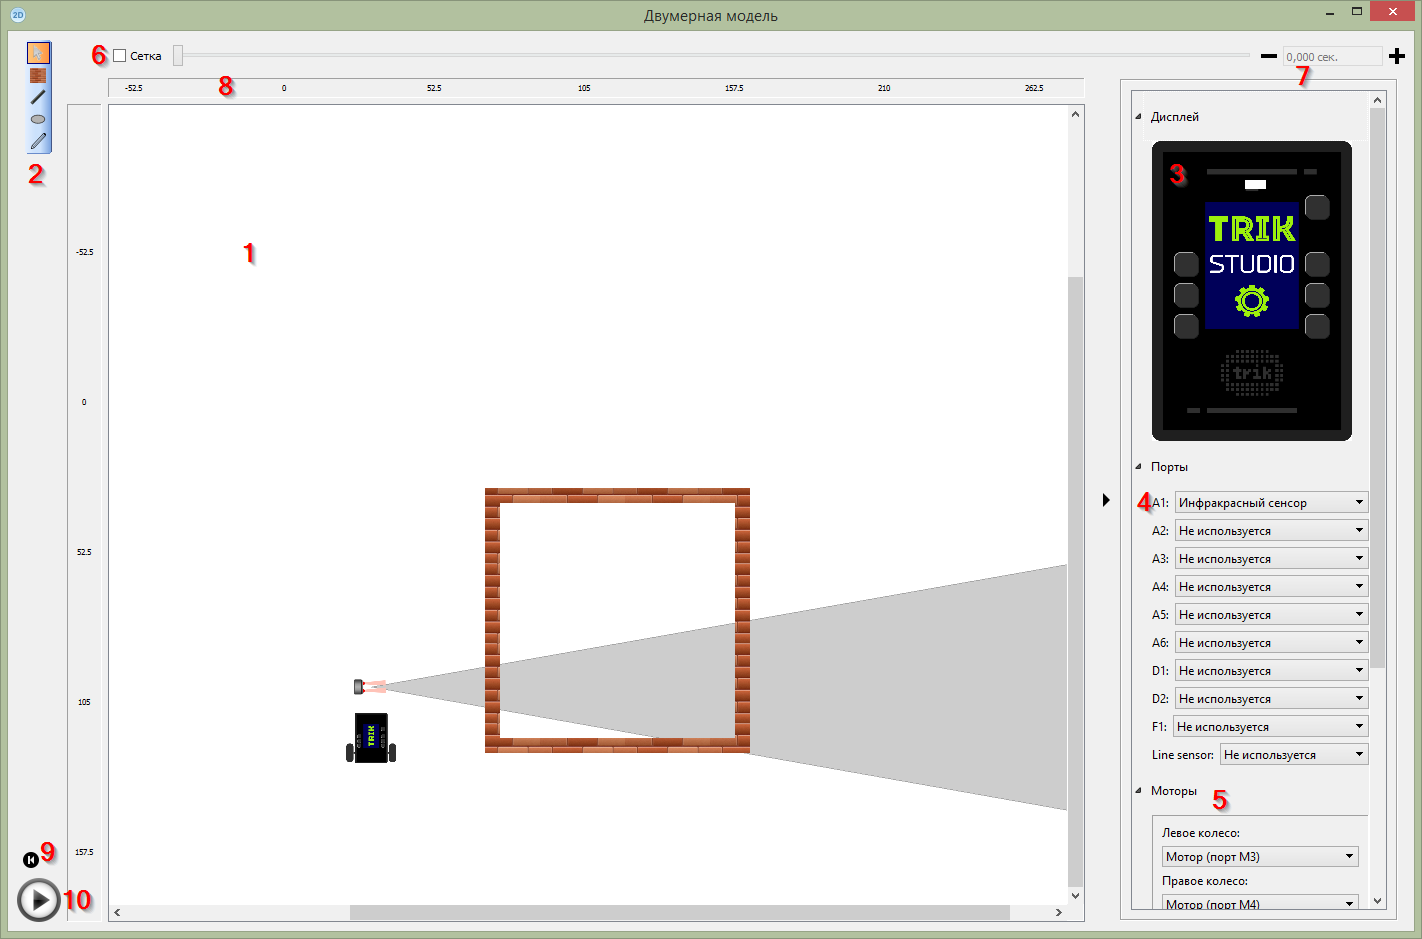 2D
Двумерная модель
6
Сетка
0,000 сек.
7
8
-52.5
0
52.5
105
157.5
210
262.5
2
1
-52.5
0
52.5
105
157.5
9
10
TRIK
Дисплей
3
TRIK
STUDIO
trik
Порты
4
A1:
Инфракрасный сенсор
A2:
Не используется
A3:
Не используется
A4:
Не используется
A5:
Не используется
A6:
Не используется
D1:
Не используется
D2:
Не используется
F1:
Не используется
Line sensor:
Не используется
Моторы
5
Левое колесо:
Мотор (порт M3)
Правое колесо:
Мотор (порт M4)